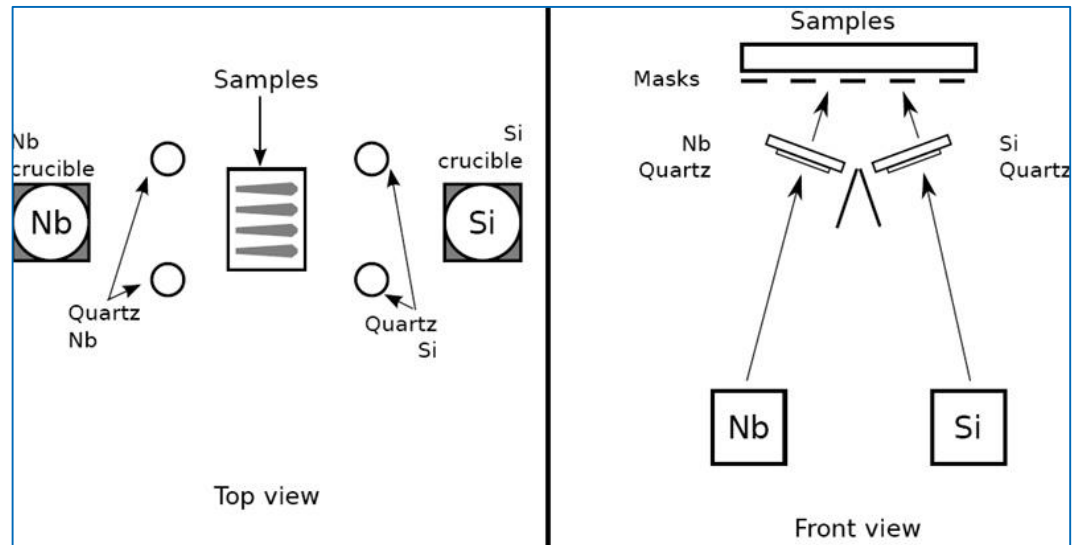 Samples
Nb
crucible
Si
crucible
Nb
Si
Quartz
Nb
Quartz
Si
Top view
Samples
Masks
Nb
Quartz
Si
Quartz
Nb
Si
Front view